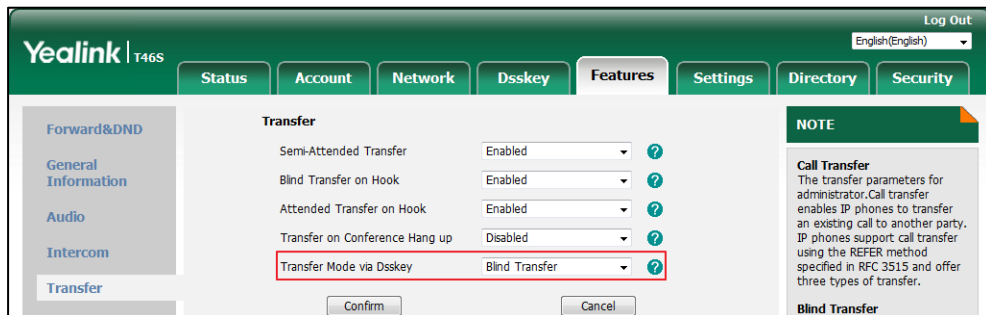 Log Out
Yealink T46S
English(English)
Status Account Network Dsskey Features Settings Directory Security
Forward&DND
General
Information
Audio
Intercom
Transfer
Transfer
Semi-Attended Transfer Enabled ?
Blind Transfer on Hook Enabled ?
Attended Transfer on Hook Enabled ?
Transfer on Conference Hang up Disabled ?
Transfer Mode via Dsskey Blind Transfer ?
Confirm Cancel
NOTE
Call Transfer
The transfer parameters for
administrator.Call transfer
enables IP phones to transfer
an existing call to another party.
IP phones support call transfer
using the REFER method
specified in RFC 3515 and offer
three types of transfer.
Blind Transfer